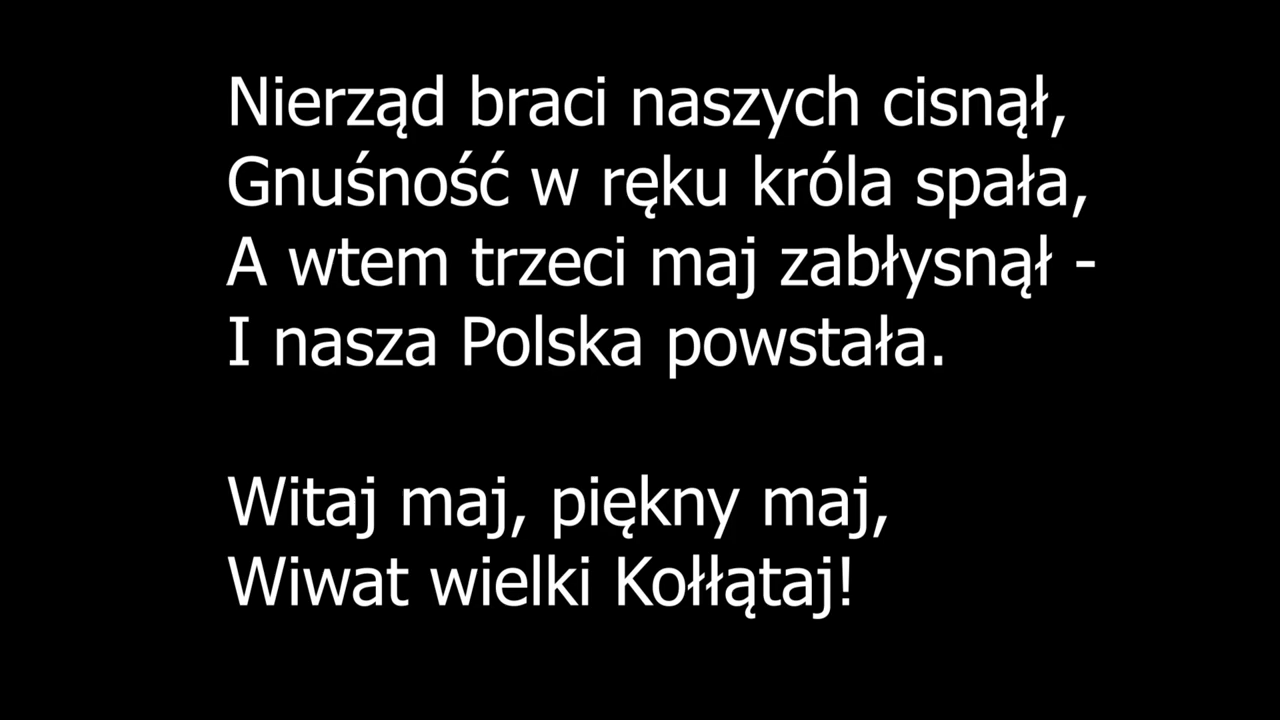 Nierząd braci naszych cisnął,
Gnuśność w ręku króla spała,
A wtem trzeci maj zabłysnął -
I nasza Polska powstała.
Witaj maj, piękny maj,
Wiwat wielki Kołłątaj!